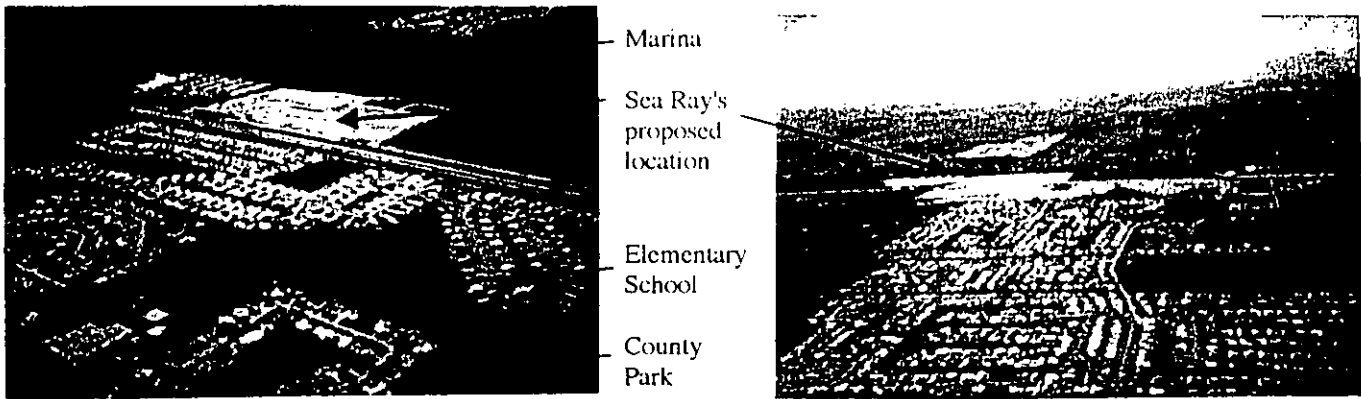 Marina
Sea Ray's
proposed
location
Elementary
School
County
Park